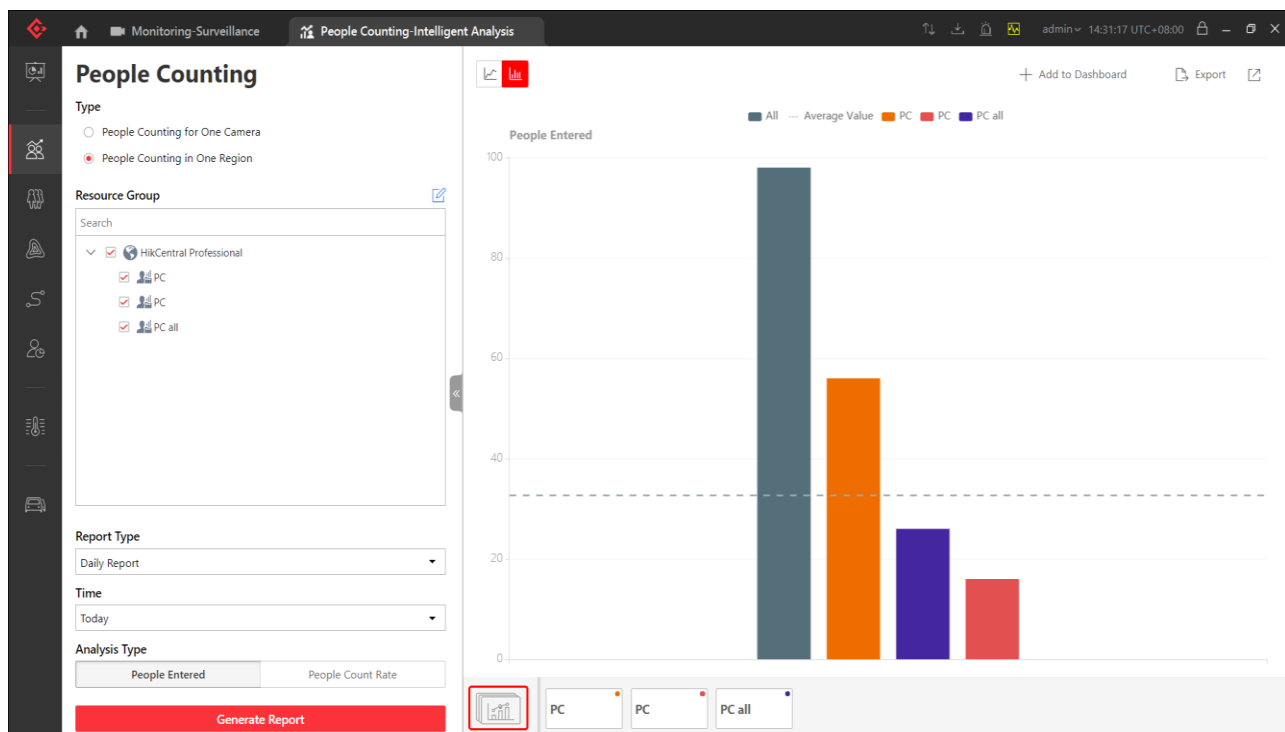 Monitoring-Surveillance
People Counting-Intelligent Analysis
admin 14:31:17 UTC+08:00
People Counting
Type
People Counting for One Camera
People Counting in One Region
Resource Group
Search
HikCentral Professional
PC
PC
PC all
Report Type
Daily Report
Time
Today
Analysis Type
People Entered
People Count Rate
Generate Report
Add to Dashboard
Export
All
Average Value
PC
PC
PC all
People Entered
100
80
60
40
20
0
PC
PC
PC all